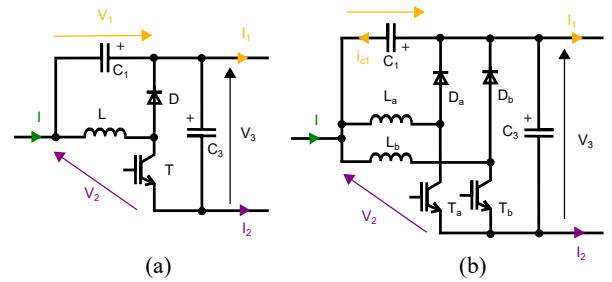 V1
I1
+
C1
D
L
+
C3
V3
I
T
V2
I2
(a)
I1
ic1
+
C1
La
Da
Db
I
Lb
+
C3
V3
V2
Ta
Tb
I2
(b)